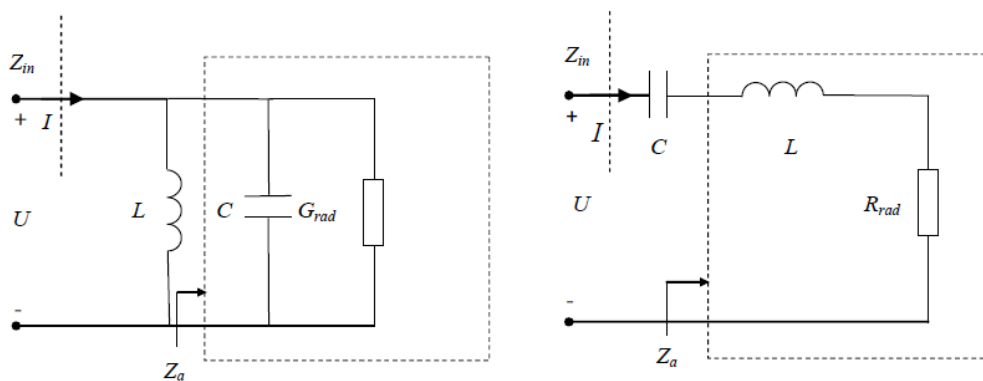 Z_in
+ I
U
L
C
G_rad
-
Z_a
Z_in
+ I
C
L
U
R_rad
-
Z_a